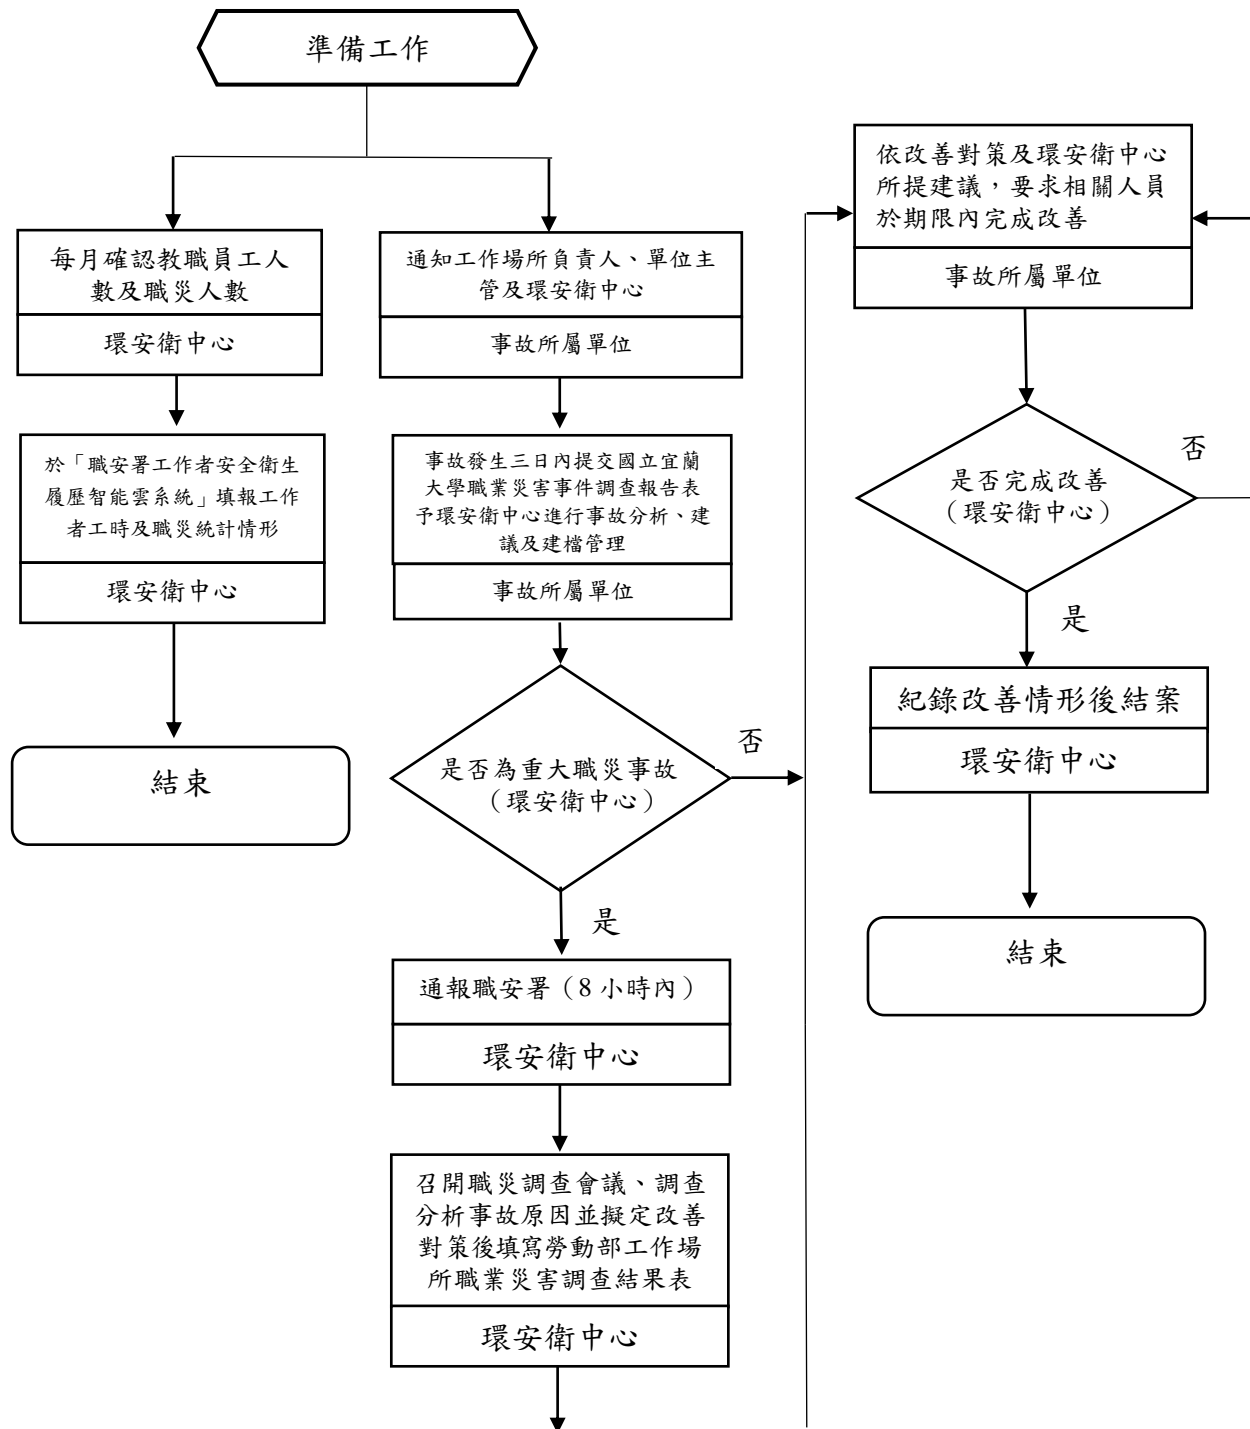 準備工作
每月確認教職員工人
數及職災人數
環安衛中心
於「職安署工作者安全衛生
履歷智能雲系統」填報工作
者工時及職災統計情形
環安衛中心
結束
通知工作場所負責人、單位主
管及環安衛中心
事故所屬單位
事故發生三日內提交國立宜蘭
大學職業災害事件調查報告表
予環安衛中心進行事故分析、建
議及建檔管理
事故所屬單位
是否為重大職災事故
（環安衛中心）
否
是
通報職安署（8 小時內）
環安衛中心
召開職災調查會議、調查
分析事故原因並擬定改善
對策後填寫勞動部工作場
所職業災害調查結果表
環安衛中心
依改善對策及環安衛中心
所提建議，要求相關人員
於期限內完成改善
事故所屬單位
是否完成改善
（環安衛中心）
否
是
紀錄改善情形後結案
環安衛中心
結束